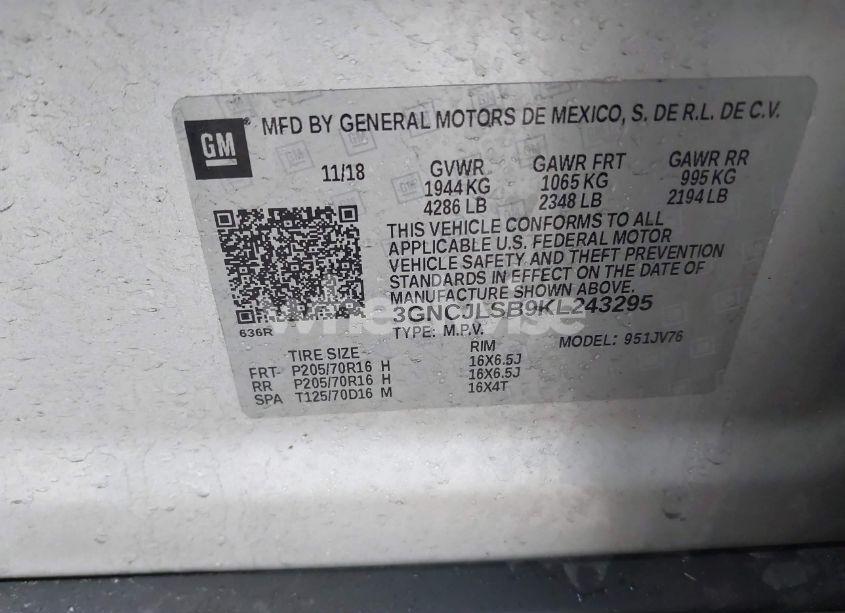 GM ® MFD BY GENERAL MOTORS DE MEXICO, S. DE R.L. DE C.V.
11/18 GVWR GAWR FRT GAWR RR
1944 KG 1065 KG 995 KG
4286 LB 2348 LB 2194 LB
THIS VEHICLE CONFORMS TO ALL
APPLICABLE U.S. FEDERAL MOTOR
VEHICLE SAFETY AND THEFT PREVENTION
STANDARDS IN EFFECT ON THE DATE OF
MANUFACTURE SHOWN ABOVE.
3GNCJLSB9KL243295
636R TYPE: M.P.V. MODEL: 951JV76
TIRE SIZE RIM
FRT P205/70R16 H 16X6.5J
RR P205/70R16 H 16X6.5J
SPA T125/70D16 M 16X4T